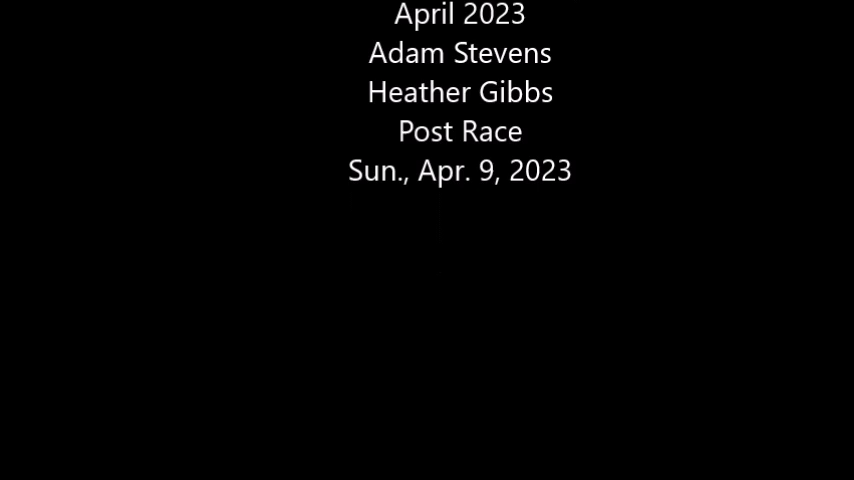 April 2023
Adam Stevens
Heather Gibbs
Post Race
Sun., Apr. 9, 2023